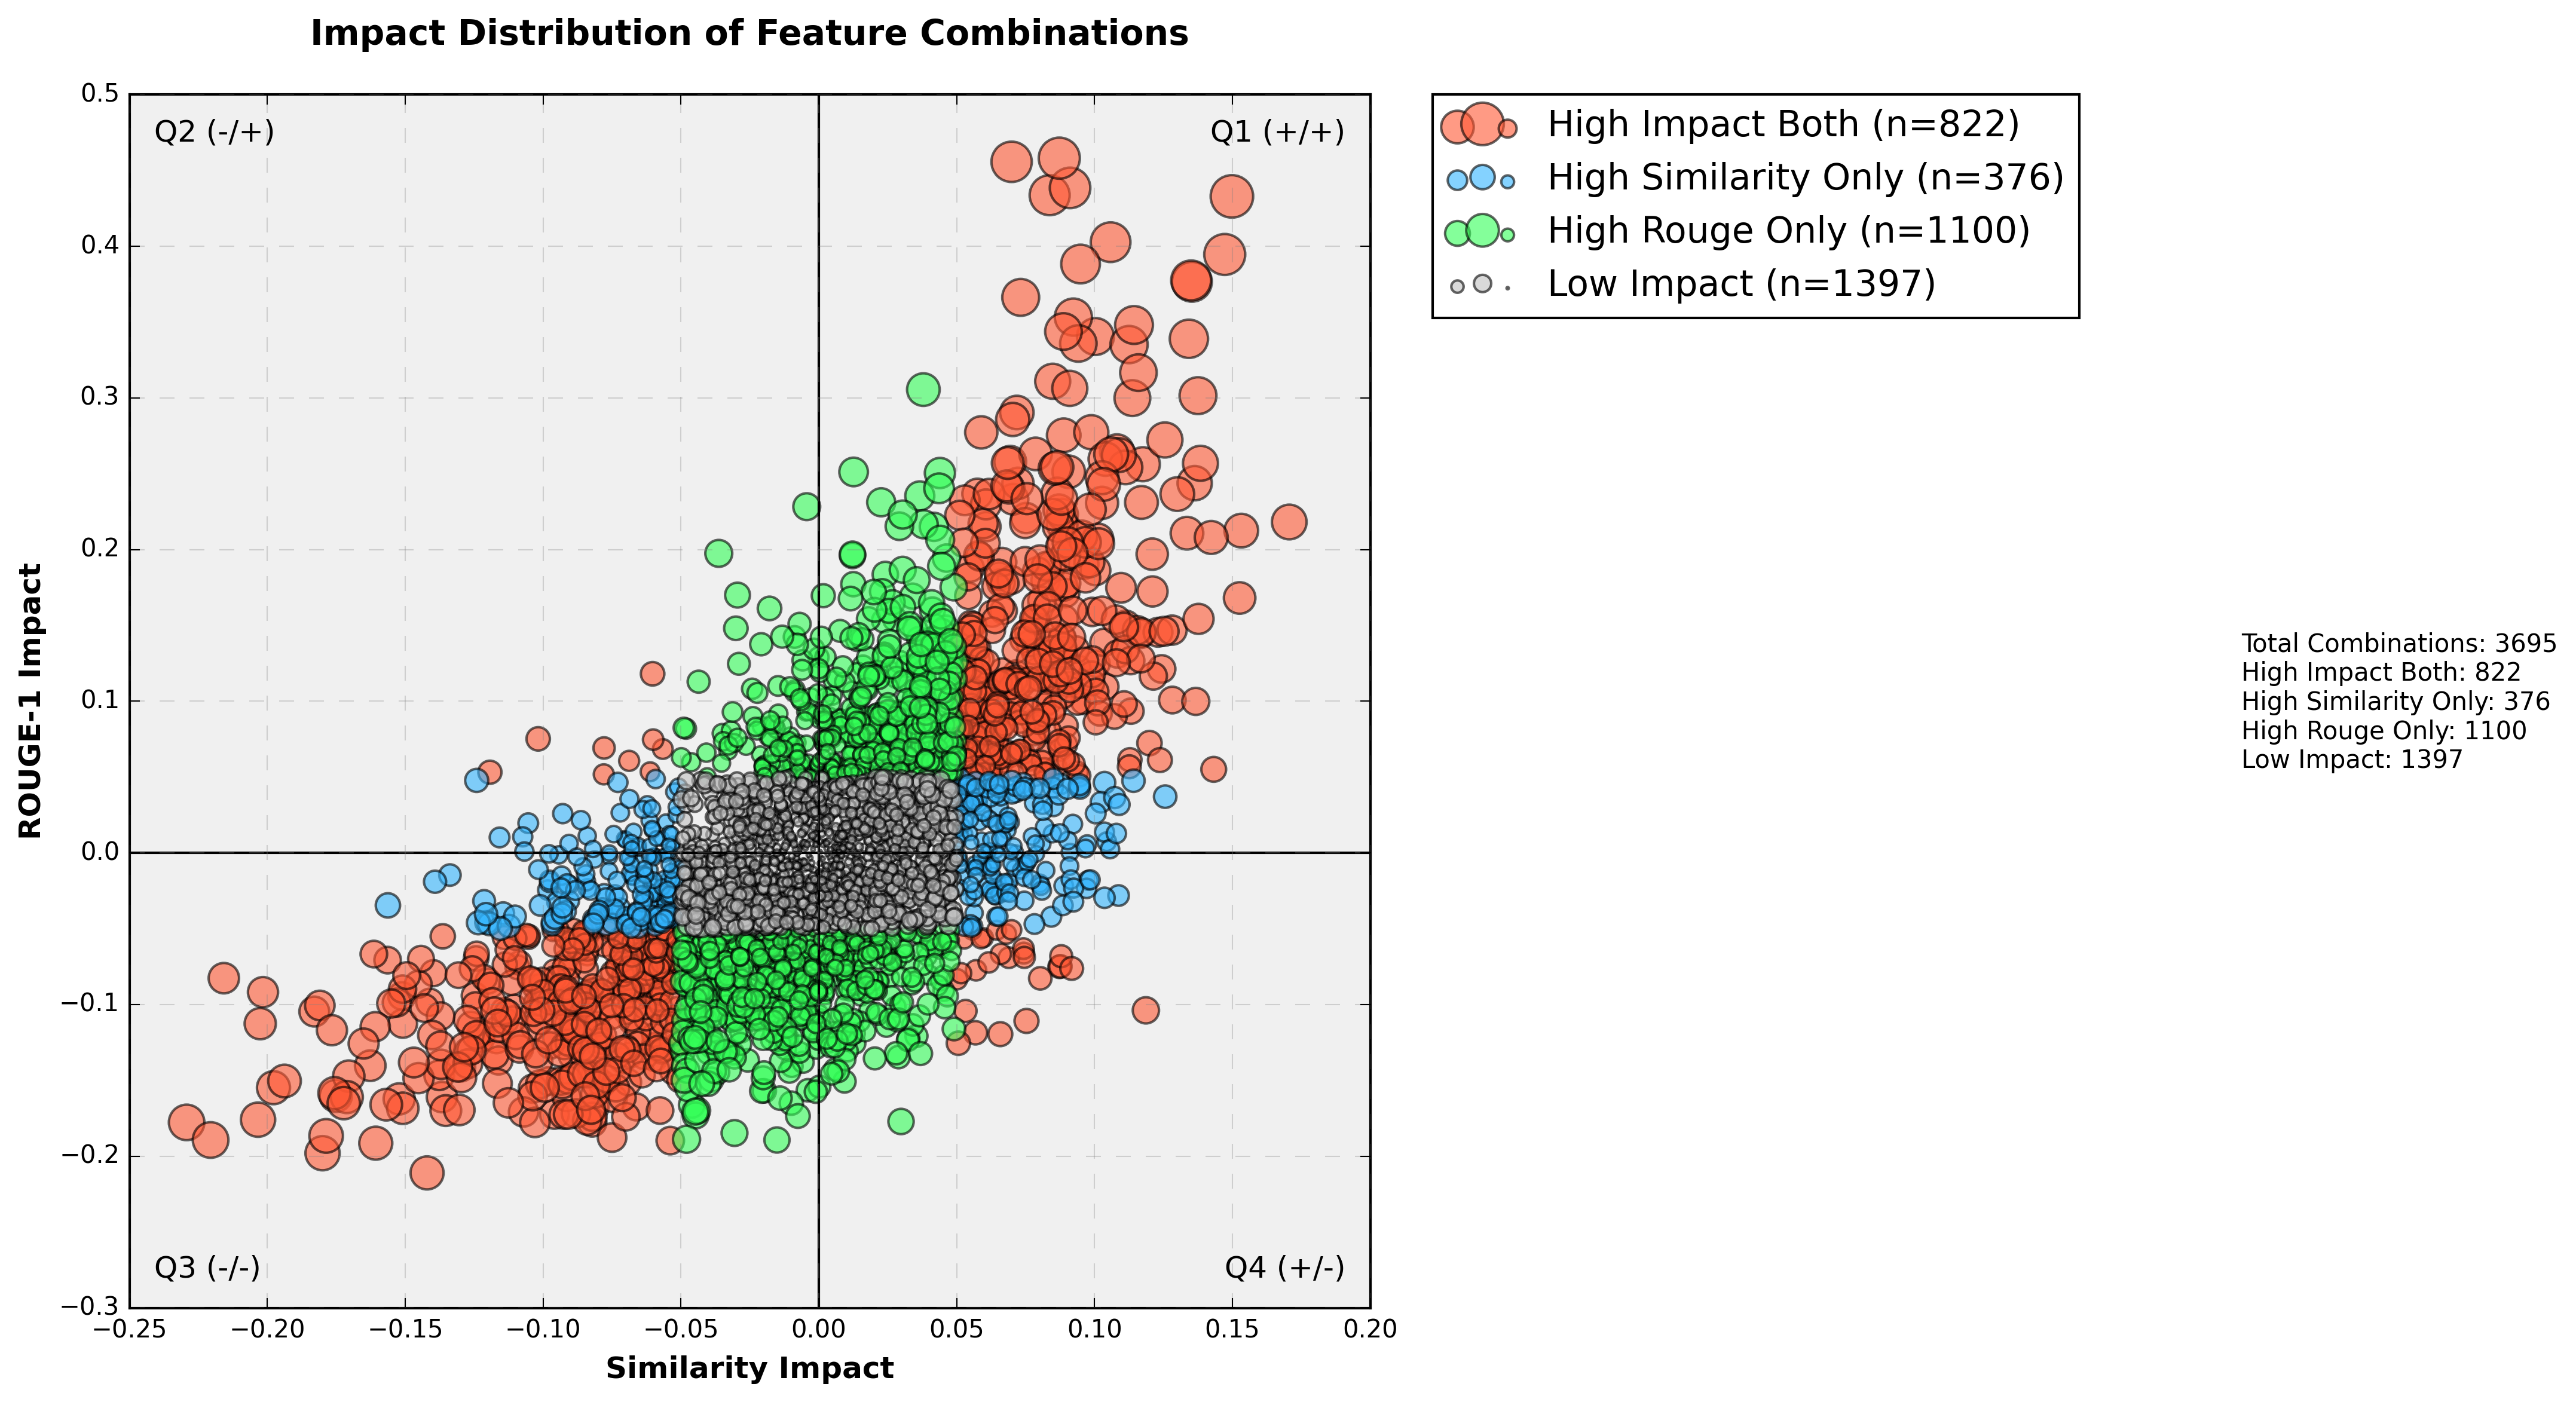 Impact Distribution of Feature Combinations
Q2 (-/+)
Q1 (+/+)
Q3 (-/-)
Q4 (+/-)
0.5
0.4
0.3
0.2
0.1
0.0
−0.1
−0.2
−0.3
ROUGE-1 Impact
−0.25 −0.20 −0.15 −0.10 −0.05 0.00 0.05 0.10 0.15 0.20
Similarity Impact
High Impact Both (n=822)
High Similarity Only (n=376)
High Rouge Only (n=1100)
Low Impact (n=1397)
Total Combinations: 3695
High Impact Both: 822
High Similarity Only: 376
High Rouge Only: 1100
Low Impact: 1397